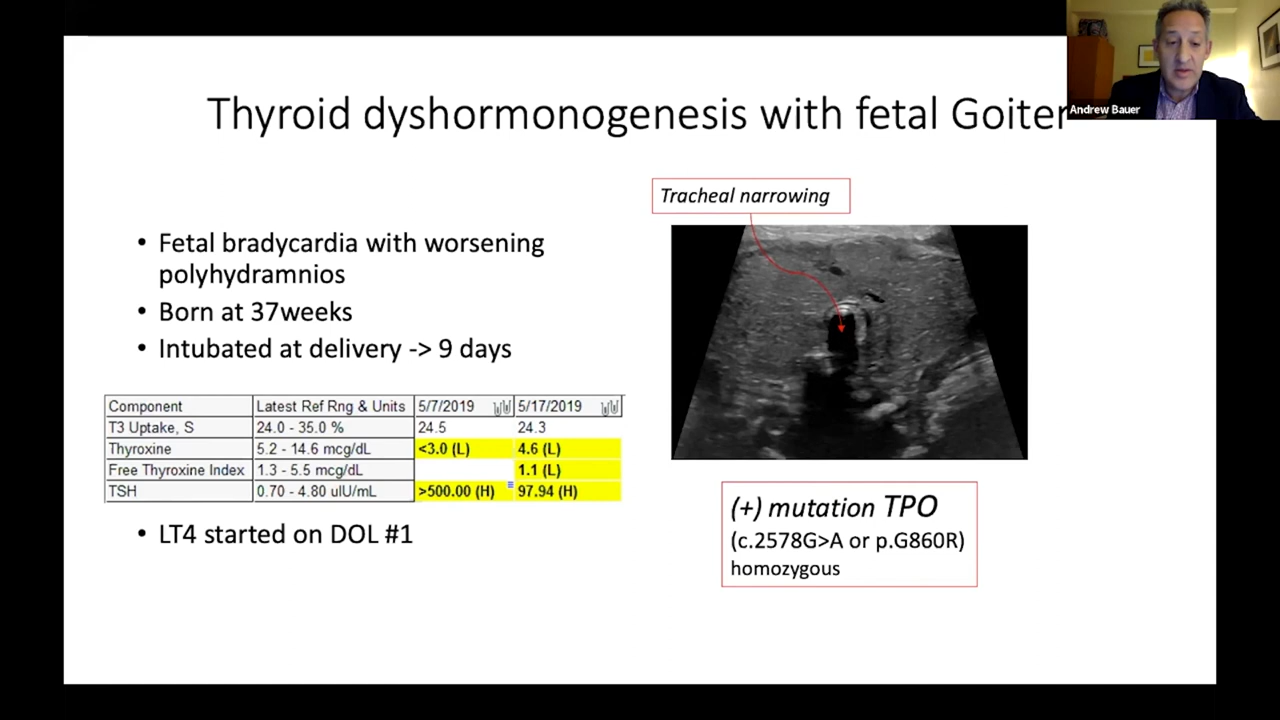 Andrew Bauer
Thyroid dyshormonogenesis with fetal Goiter
Tracheal narrowing
• Fetal bradycardia with worsening
polyhydramnios
• Born at 37weeks
• Intubated at delivery -> 9 days
Component Latest Ref Rng & Units 5/7/2019 5/17/2019
T3 Uptake, S 24.0 - 35.0 % 24.5 24.3
Thyroxine 5.2 - 14.6 mcg/dL <3.0 (L) 4.6 (L)
Free Thyroxine Index 1.3 - 5.5 mcg/dL 1.1 (L)
TSH 0.70 - 4.80 uIU/mL >500.00 (H) 97.94 (H)
• LT4 started on DOL #1
(+) mutation TPO
(c.2578G>A or p.G860R)
homozygous